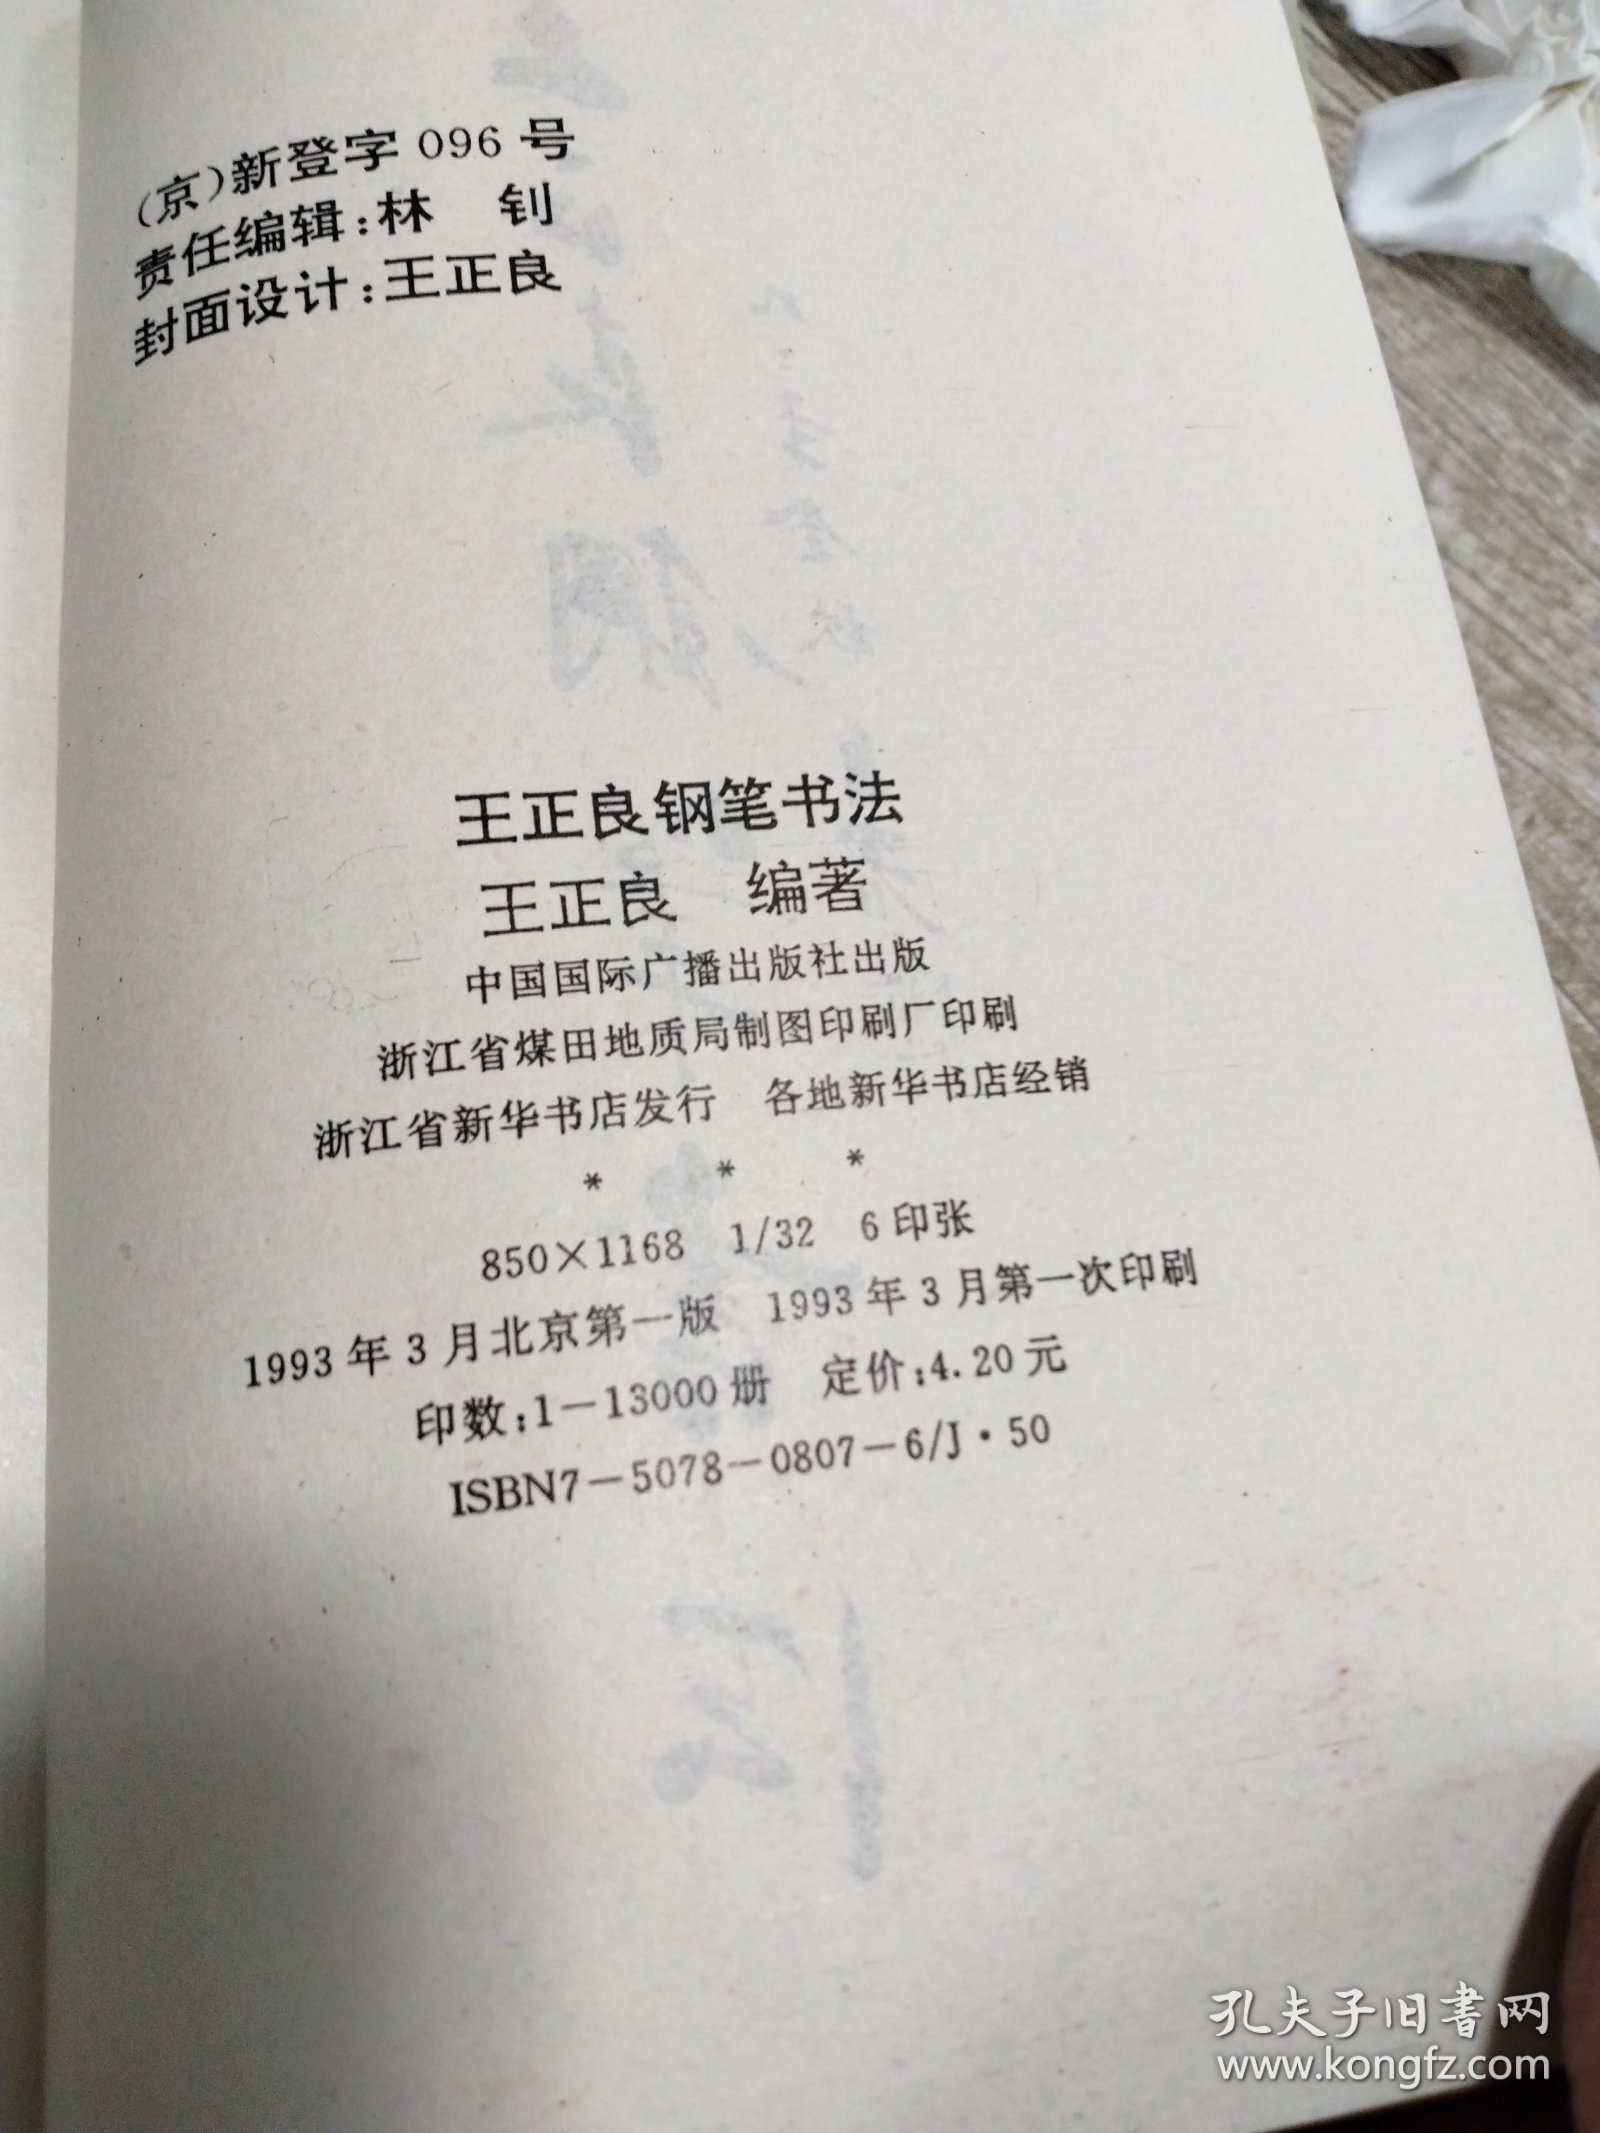 (京)新登字 096 号
责任编辑:林 钊
封面设计:王正良
王正良钢笔书法
王正良 编著
中国国际广播出版社出版
浙江省煤田地质局制图印刷厂印刷
浙江省新华书店发行 各地新华书店经销
* * *
850×1168 1/32 6 印张
1993 年 3 月北京第一版 1993 年 3 月第一次印刷
印数:1—13000 册 定价:4.20 元
ISBN7—5078—0807—6/J·50
孔夫子旧書网
www.kongfz.com